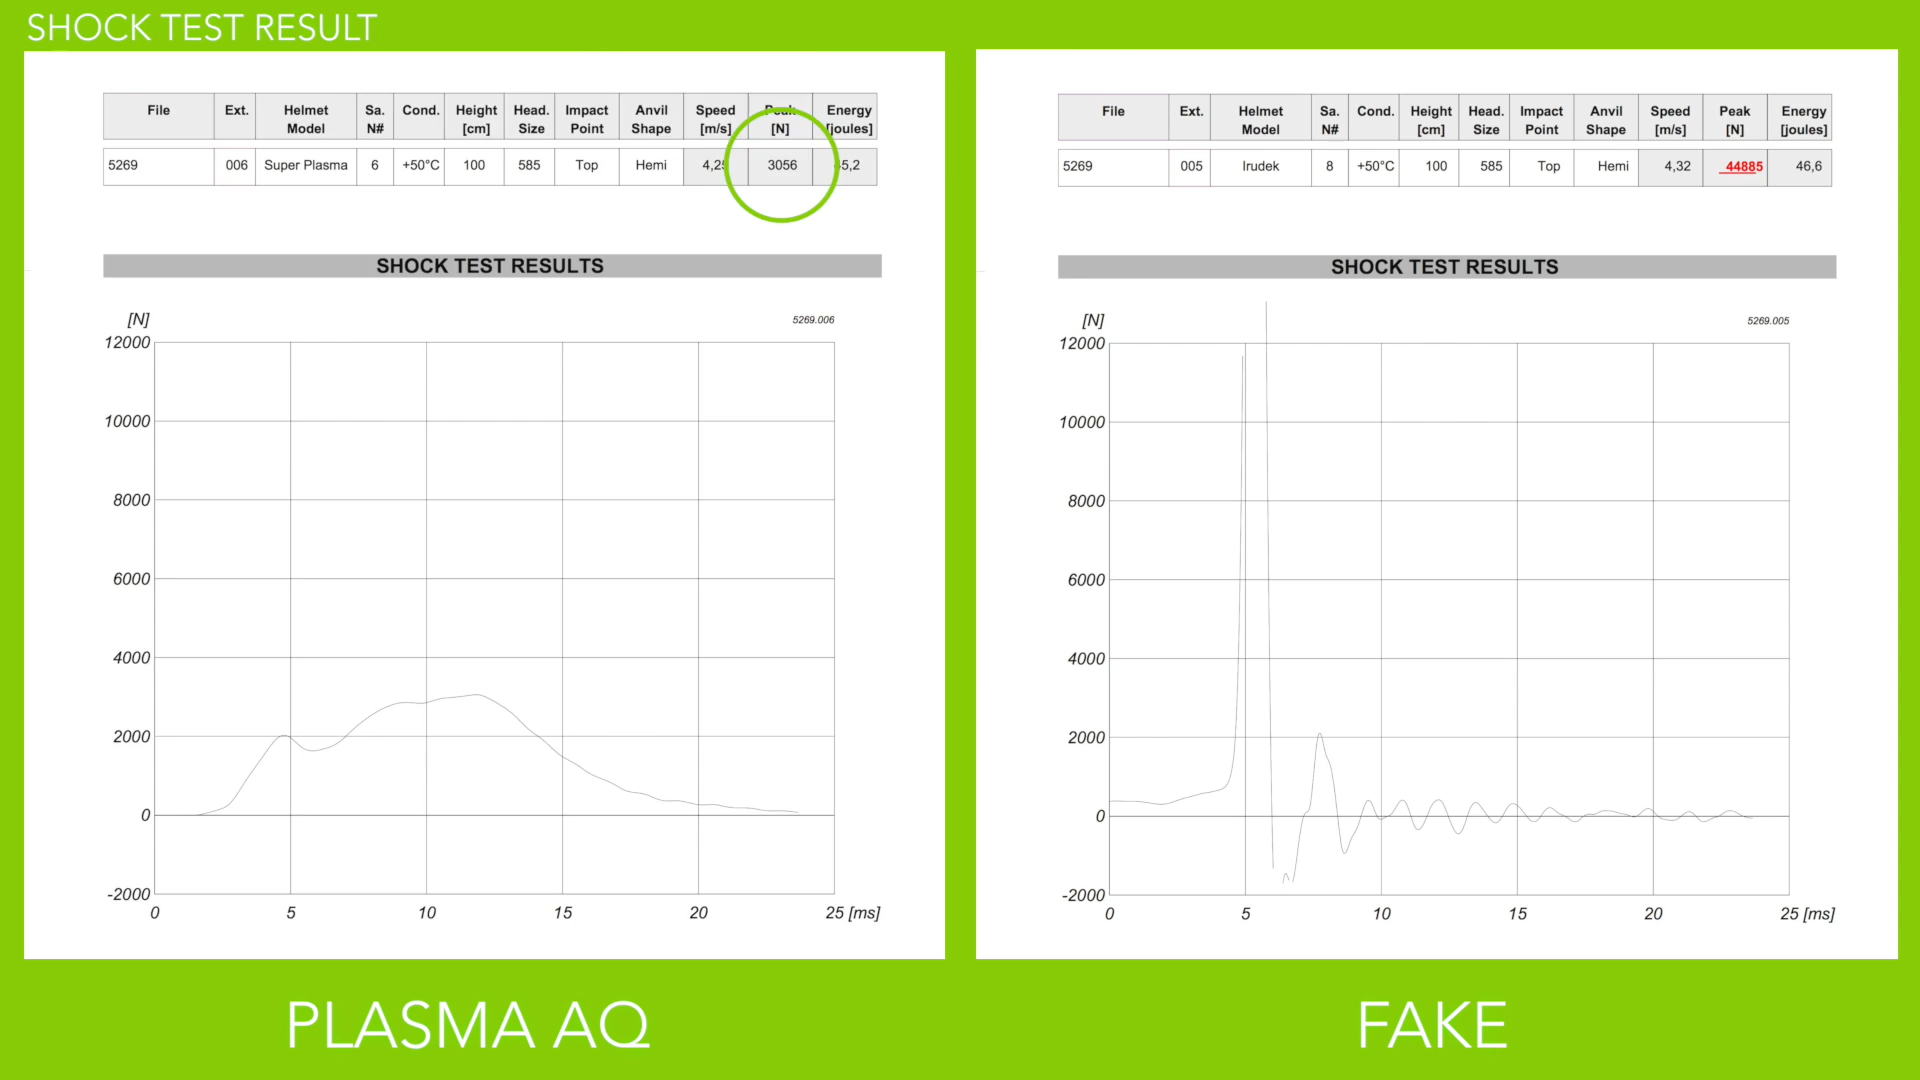 SHOCK TEST RESULT
File Ext. Helmet Model Sa. N# Cond. Height [cm] Head. Size Impact Point Anvil Shape Speed [m/s] [N] Energy [joules]
5269 006 Super Plasma 6 +50°C 100 585 Top Hemi 4,25 3056 5,2
SHOCK TEST RESULTS
[N]
5269.006
12000
10000
8000
6000
4000
2000
0
-2000
0 5 10 15 20 25 [ms]
PLASMA AQ
File Ext. Helmet Model Sa. N# Cond. Height [cm] Head. Size Impact Point Anvil Shape Speed [m/s] Peak [N] Energy [joules]
5269 005 Irudek 8 +50°C 100 585 Top Hemi 4,32 44885 46,6
SHOCK TEST RESULTS
[N]
5269.005
12000
10000
8000
6000
4000
2000
0
-2000
0 5 10 15 20 25 [ms]
FAKE